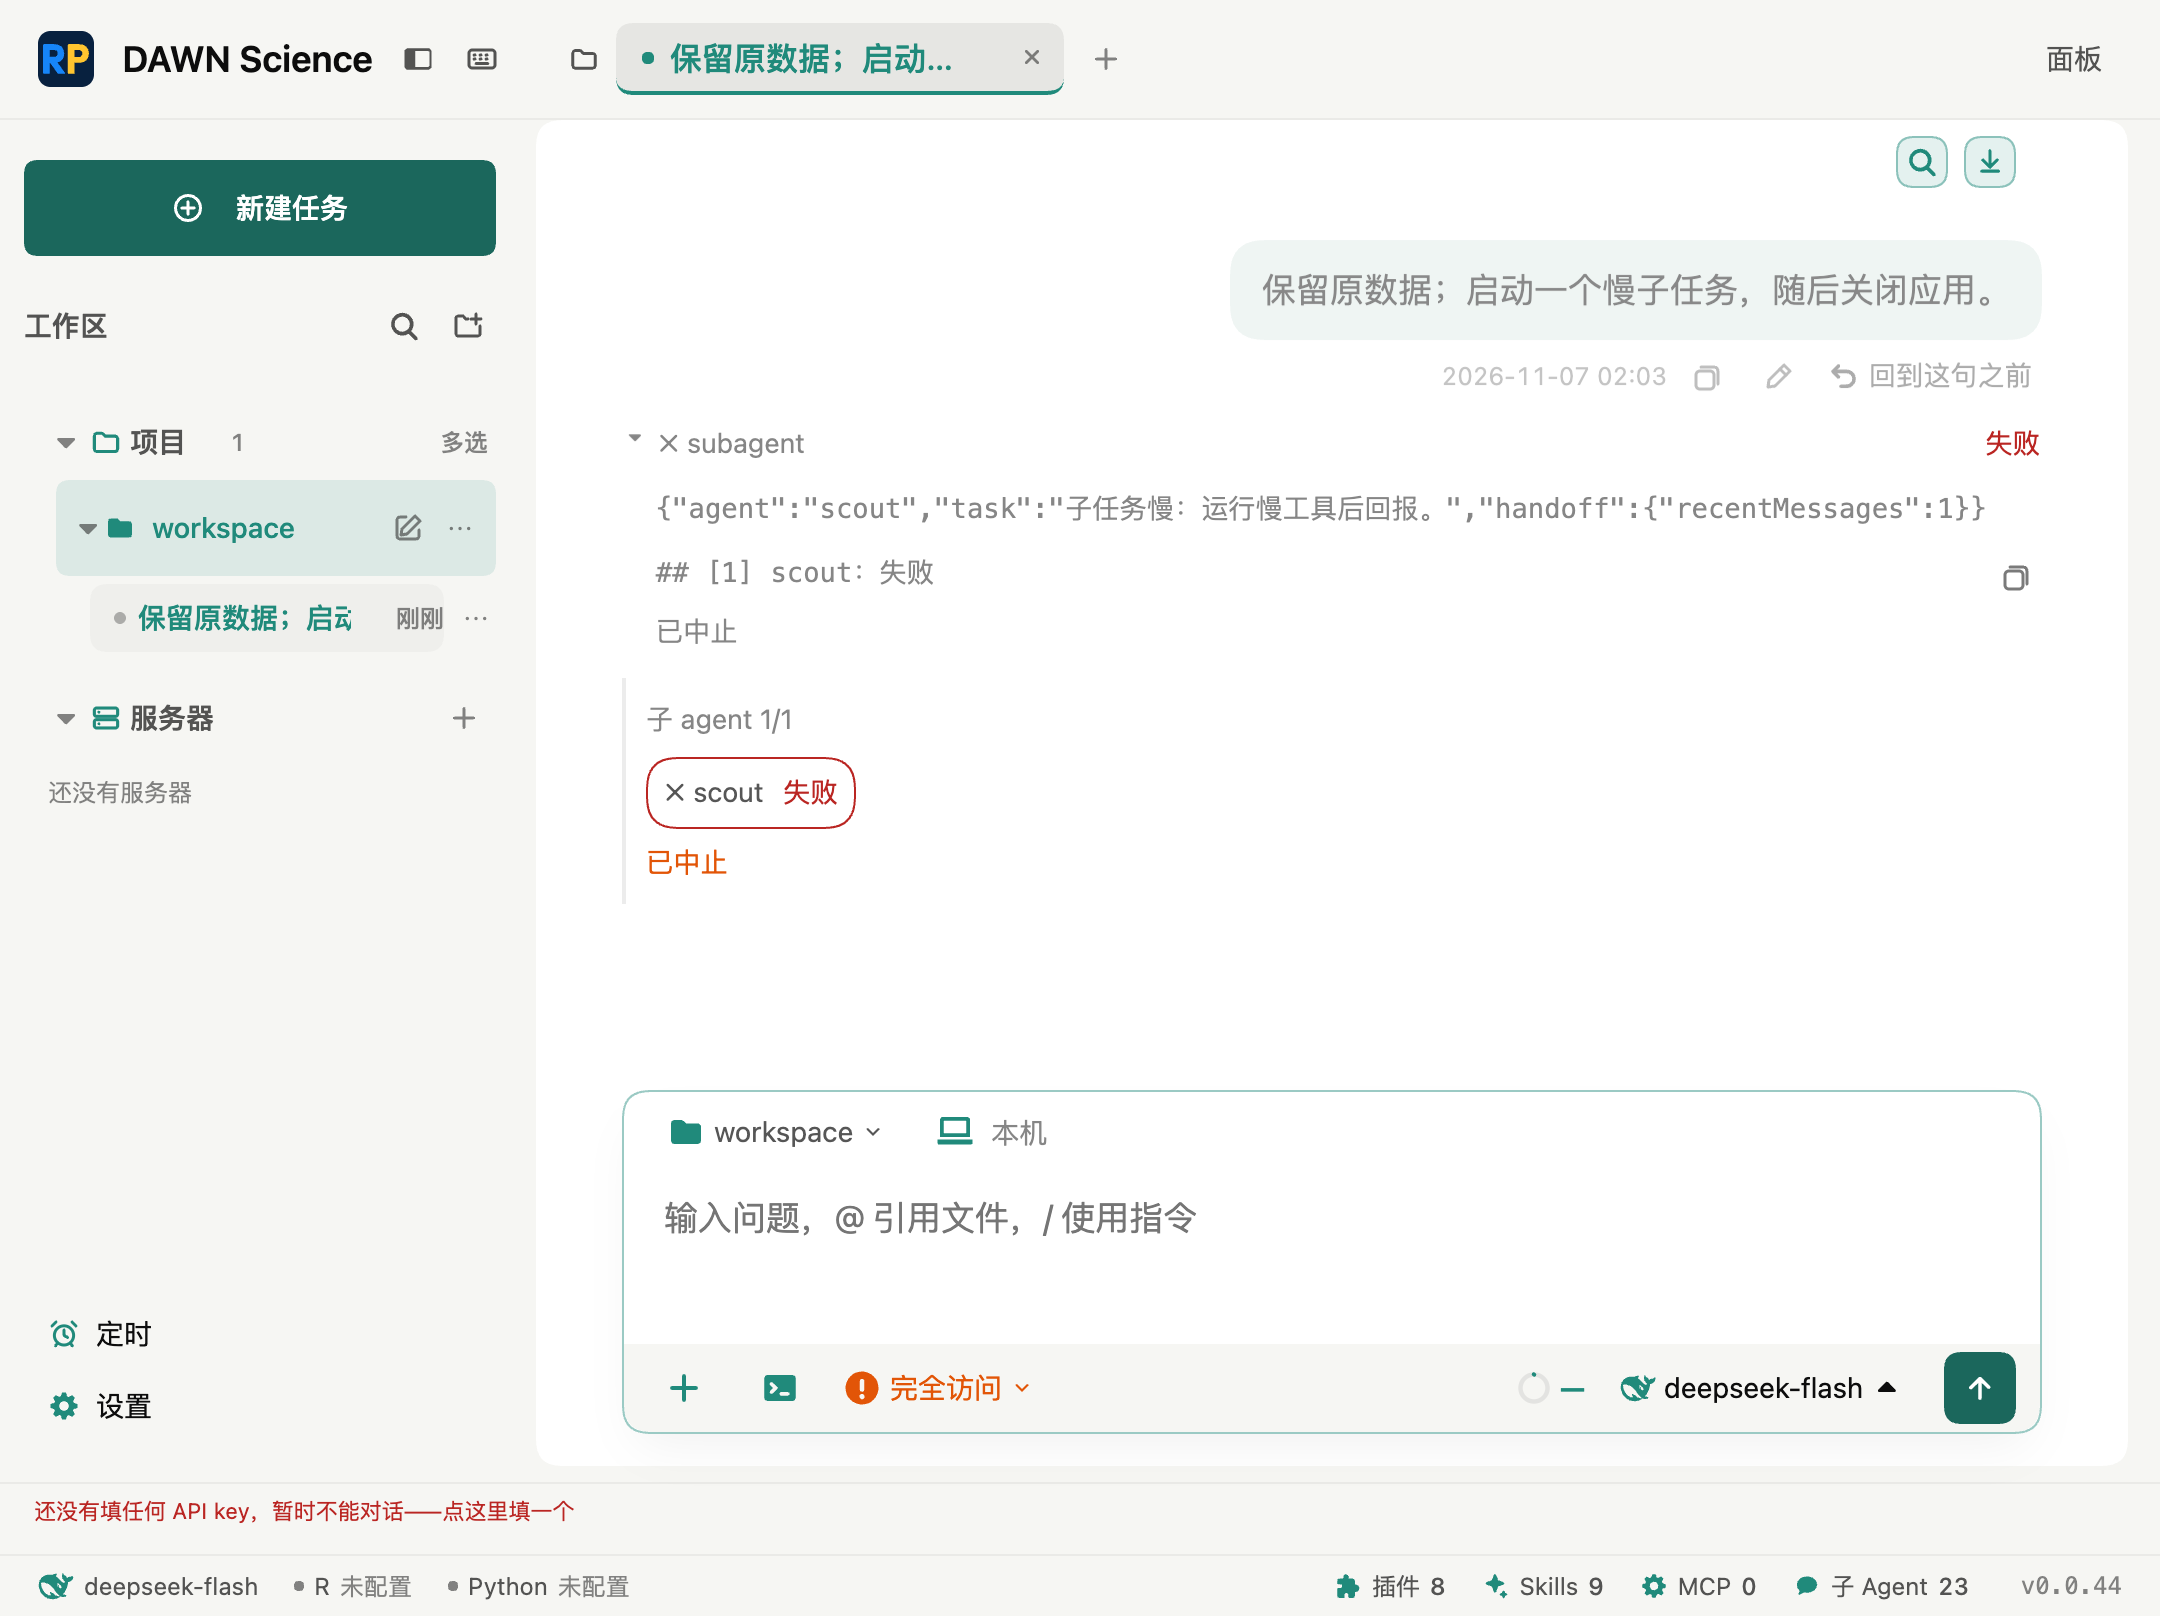 RP DAWN Science
保留原数据；启动...
面板
新建任务
工作区
项目 1 多选
workspace
保留原数据；启动 刚刚
服务器
还没有服务器
定时
设置
保留原数据；启动一个慢子任务，随后关闭应用。
2026-11-07 02:03 回到这句之前
subagent 失败
{"agent":"scout","task":"子任务慢：运行慢工具后回报。","handoff":{"recentMessages":1}}
## [1] scout：失败
已中止
子 agent 1/1
scout 失败
已中止
workspace 本机
输入问题，@ 引用文件，/ 使用指令
完全访问 deepseek-flash
还没有填任何 API key，暂时不能对话——点这里填一个
deepseek-flash R 未配置 Python 未配置 插件 8 Skills 9 MCP 0 子 Agent 23 v0.0.44